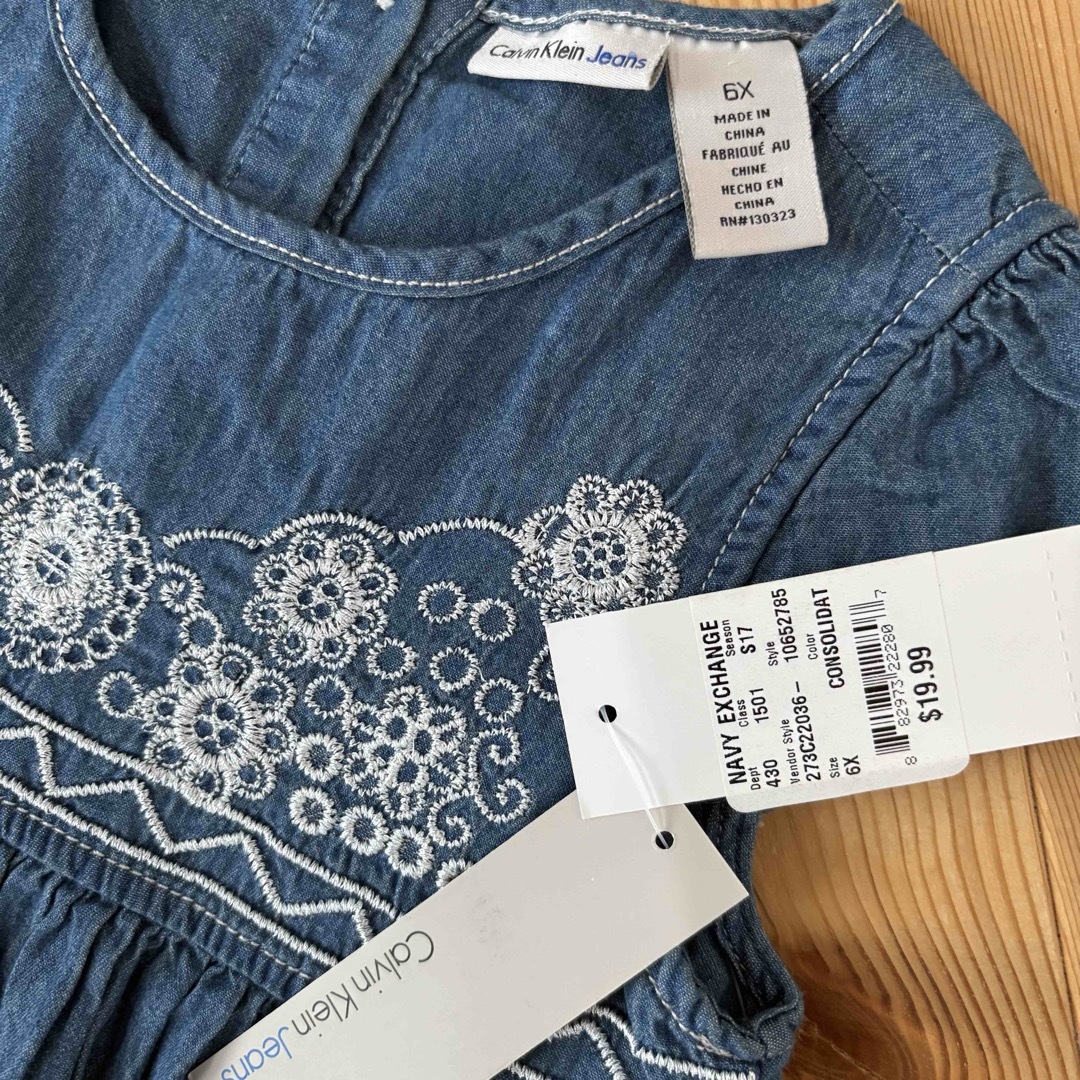 Calvin Klein Jeans
6X
MADE IN
CHINA
FABRIQUÉ AU
CHINE
HECHO EN
CHINA
RN#130323
NAVY EXCHANGE
Dept Class Season
430 1501 S17
Vendor Style Style
273C22036- 10652785
Size Color
6X CONSOLIDAT
8 82973 22280 7
$19.99
Calvin Klein Jeans